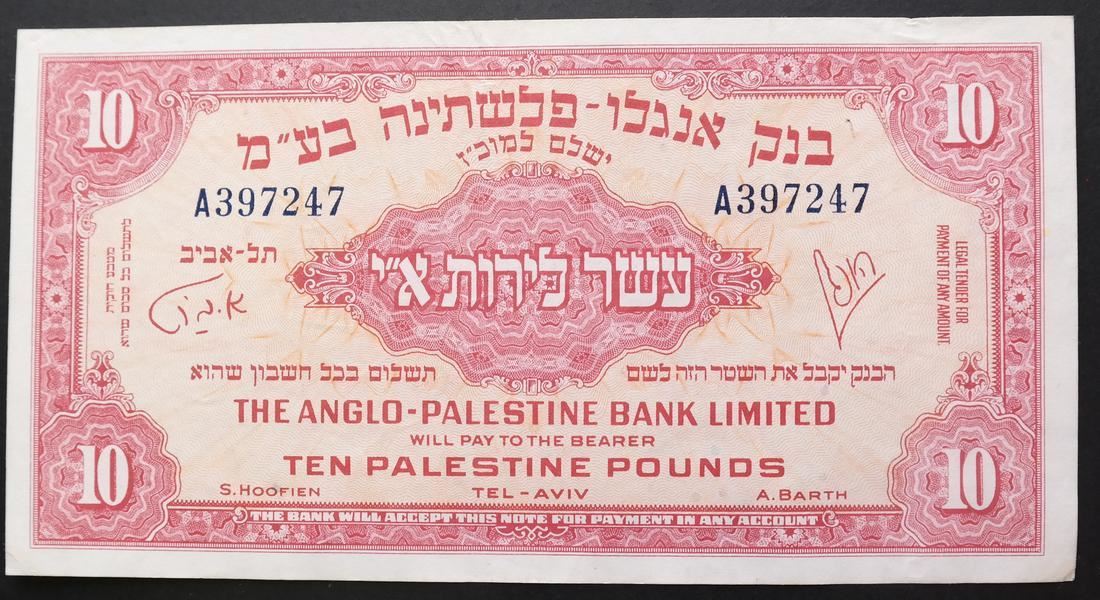 10 10
בנק אנגלו-פלשתינה בע"מ
ישלם למוכ"ז
A397247 A397247
תל-אביב
עשר לירות א"י
LEGAL TENDER FOR
PAYMENT OF ANY AMOUNT.
הבנק יקבל את השטר הזה לשם תשלום בכל חשבון שהוא
THE ANGLO-PALESTINE BANK LIMITED
WILL PAY TO THE BEARER
TEN PALESTINE POUNDS
S. HOOFIEN TEL-AVIV A. BARTH
THE BANK WILL ACCEPT THIS NOTE FOR PAYMENT IN ANY ACCOUNT
10 10